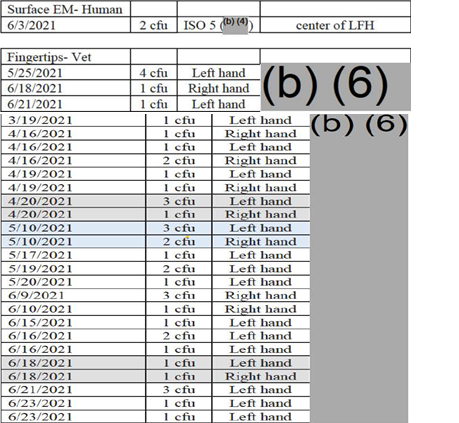 Surface EM- Human
6/3/2021 2 cfu ISO 5 (b) (4) center of LFH
Fingertips- Vet
5/25/2021 4 cfu Left hand (b) (6)
6/18/2021 1 cfu Right hand
6/21/2021 1 cfu Left hand
3/19/2021 1 cfu Left hand (b) (6)
4/16/2021 1 cfu Right hand
4/16/2021 1 cfu Left hand
4/16/2021 2 cfu Right hand
4/19/2021 1 cfu Left hand
4/19/2021 1 cfu Right hand
4/20/2021 3 cfu Left hand
4/20/2021 1 cfu Right hand
5/10/2021 3 cfu Left hand
5/10/2021 2 cfu Right hand
5/17/2021 1 cfu Left hand
5/19/2021 2 cfu Left hand
5/20/2021 1 cfu Left hand
6/9/2021 3 cfu Right hand
6/10/2021 1 cfu Right hand
6/15/2021 1 cfu Left hand
6/16/2021 2 cfu Left hand
6/16/2021 1 cfu Left hand
6/18/2021 1 cfu Left hand
6/18/2021 1 cfu Right hand
6/21/2021 3 cfu Left hand
6/23/2021 1 cfu Left hand
6/23/2021 1 cfu Left hand